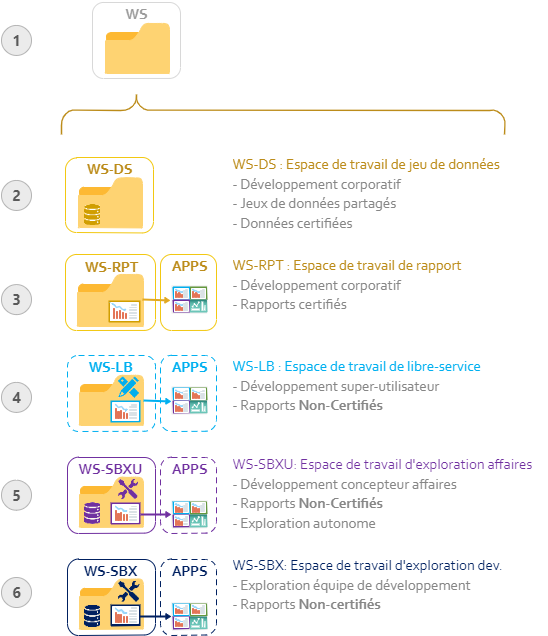 WS
1
2
WS-DS
WS-DS : Espace de travail de jeu de données
- Développement corporatif
- Jeux de données partagés
- Données certifiées
3
WS-RPT
APPS
WS-RPT : Espace de travail de rapport
- Développement corporatif
- Rapports certifiés
4
WS-LB
APPS
WS-LB : Espace de travail de libre-service
- Développement super-utilisateur
- Rapports Non-Certifiés
5
WS-SBXU
APPS
WS-SBXU: Espace de travail d'exploration affaires
- Développement concepteur affaires
- Rapports Non-Certifiés
- Exploration autonome
6
WS-SBX
APPS
WS-SBX: Espace de travail d'exploration dev.
- Exploration équipe de développement
- Rapports Non-certifiés